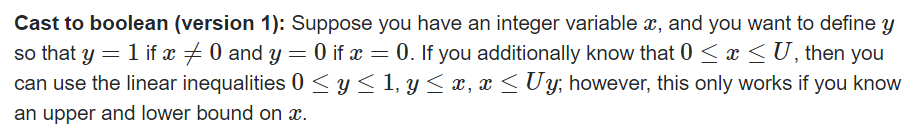 Cast to boolean (version 1): Suppose you have an integer variable x, and you want to define y
so that y = 1 if x ≠ 0 and y = 0 if x = 0. If you additionally know that 0 ≤ x ≤ U, then you
can use the linear inequalities 0 ≤ y ≤ 1, y ≤ x, x ≤ Uy; however, this only works if you know
an upper and lower bound on x.